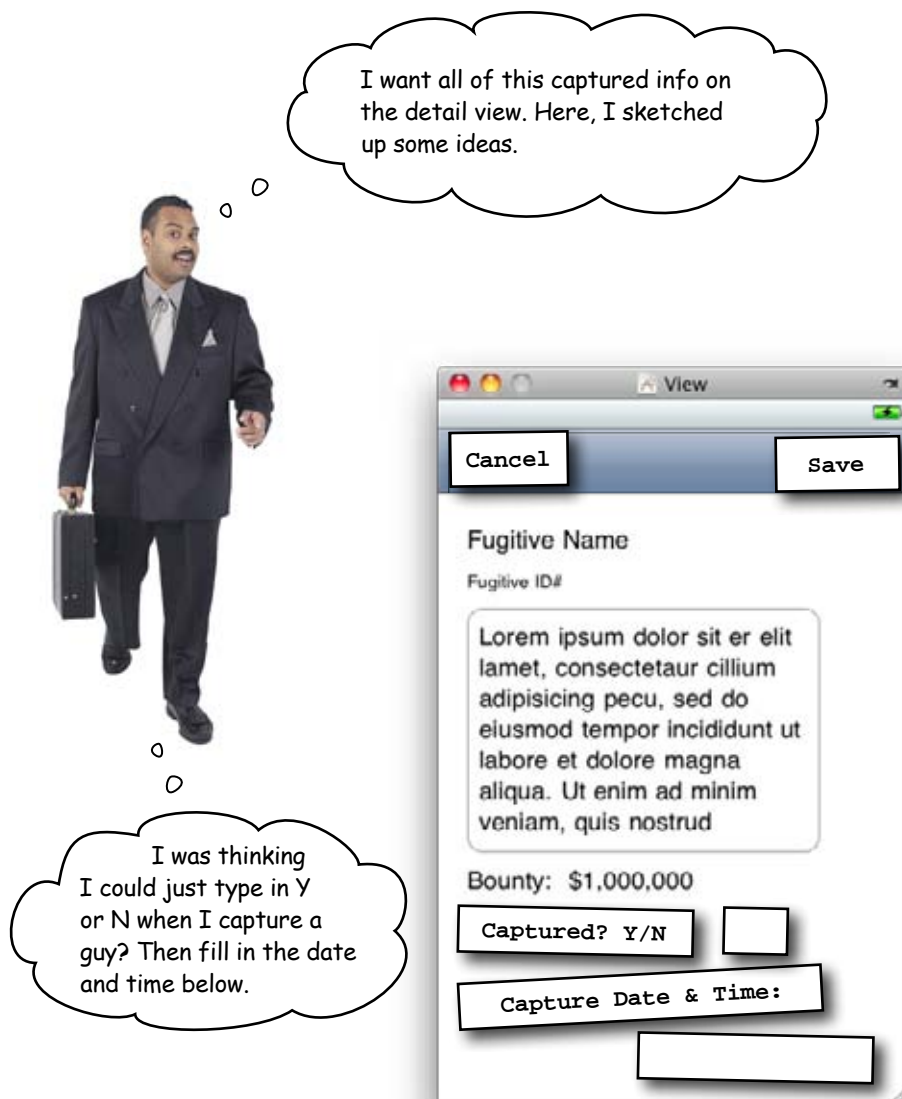 I want all of this captured info on
the detail view. Here, I sketched
up some ideas.
View
Cancel
Save
Fugitive Name
Fugitive ID#
Lorem ipsum dolor sit er elit
lamet, consectetaur cillium
adipisicing pecu, sed do
eiusmod tempor incididunt ut
labore et dolore magna
aliqua. Ut enim ad minim
veniam, quis nostrud
Bounty: $1,000,000
Captured? Y/N
Capture Date & Time:
I was thinking
I could just type in Y
or N when I capture a
guy? Then fill in the date
and time below.